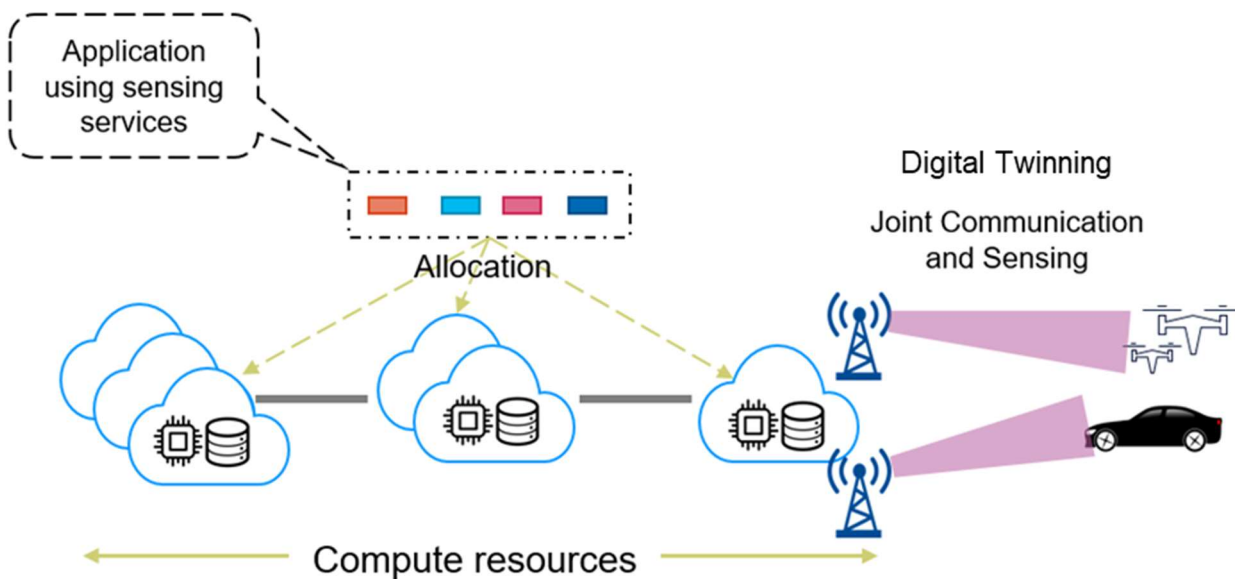 Application
using sensing
services
Digital Twinning
Joint Communication
and Sensing
Allocation
Compute resources